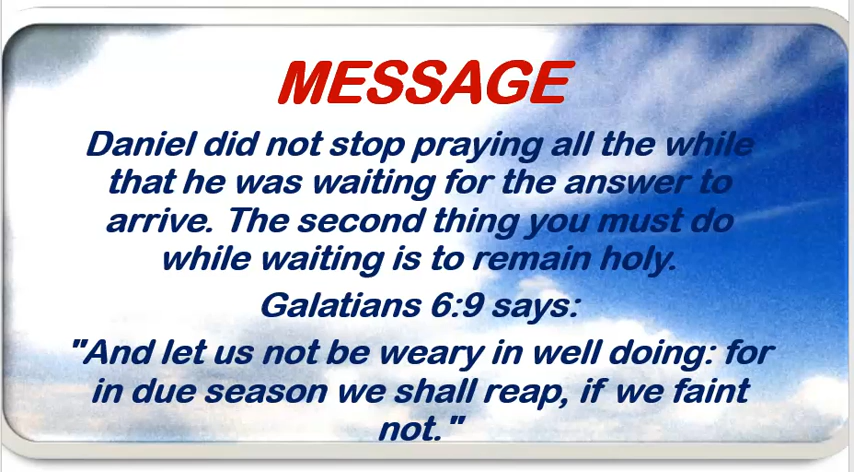 MESSAGE
Daniel did not stop praying all the while
that he was waiting for the answer to
arrive. The second thing you must do
while waiting is to remain holy.
Galatians 6:9 says:
"And let us not be weary in well doing: for
in due season we shall reap, if we faint
not."